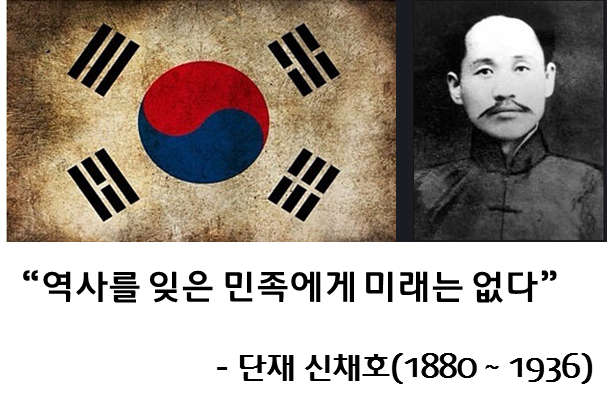 “역사를 잊은 민족에게 미래는 없다”
- 단재 신채호(1880 ~ 1936)